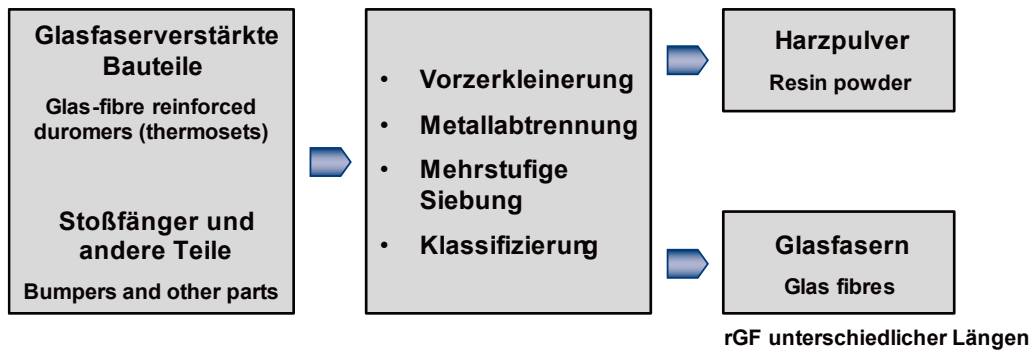 Glasfaserverstärkte
Bauteile
Glas-fibre reinforced
duromers (thermosets)
Stoßfänger und
andere Teile
Bumpers and other parts
• Vorzerkleinerung
• Metallabtrennung
• Mehrstufige
Siebung
• Klassifizierung
Harzpulver
Resin powder
Glasfasern
Glas fibres
rGF unterschiedlicher Längen